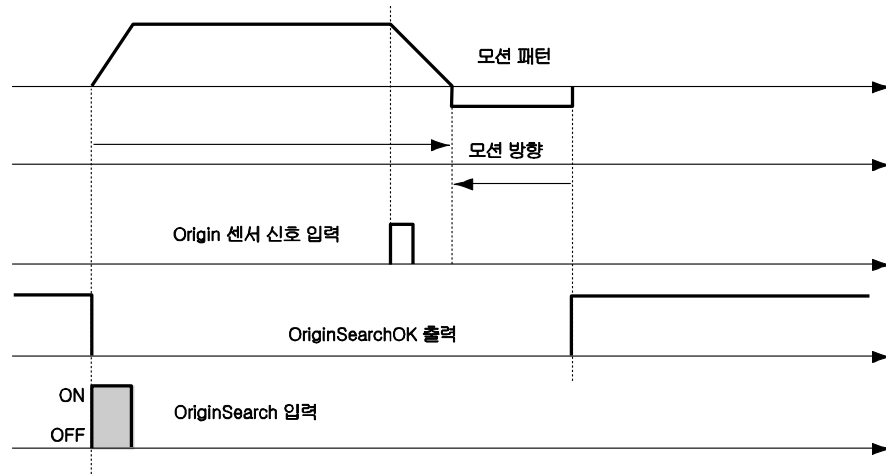 모션 패턴
모션 방향
Origin 센서 신호 입력
OriginSearchOK 출력
ON
OriginSearch 입력
OFF